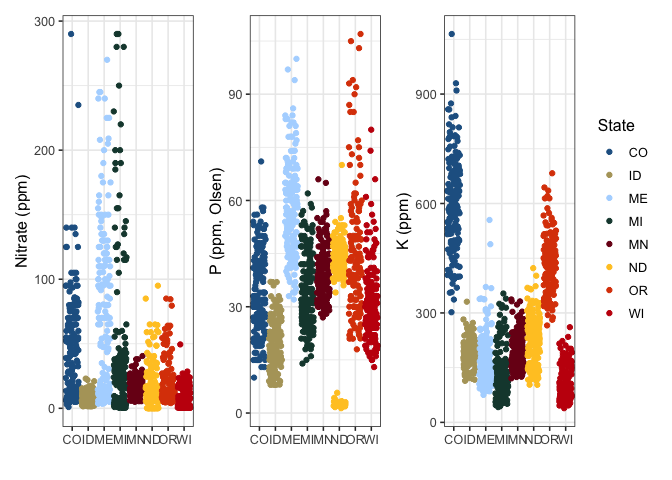 Nitrate (ppm)
300
200
100
0
COIDMEMIMNNDORWI
P (ppm, Olsen)
90
60
30
0
COIDMEMIMNNDORWI
K (ppm)
900
600
300
0
COIDMEMIMNNDORWI
State
CO
ID
ME
MI
MN
ND
OR
WI